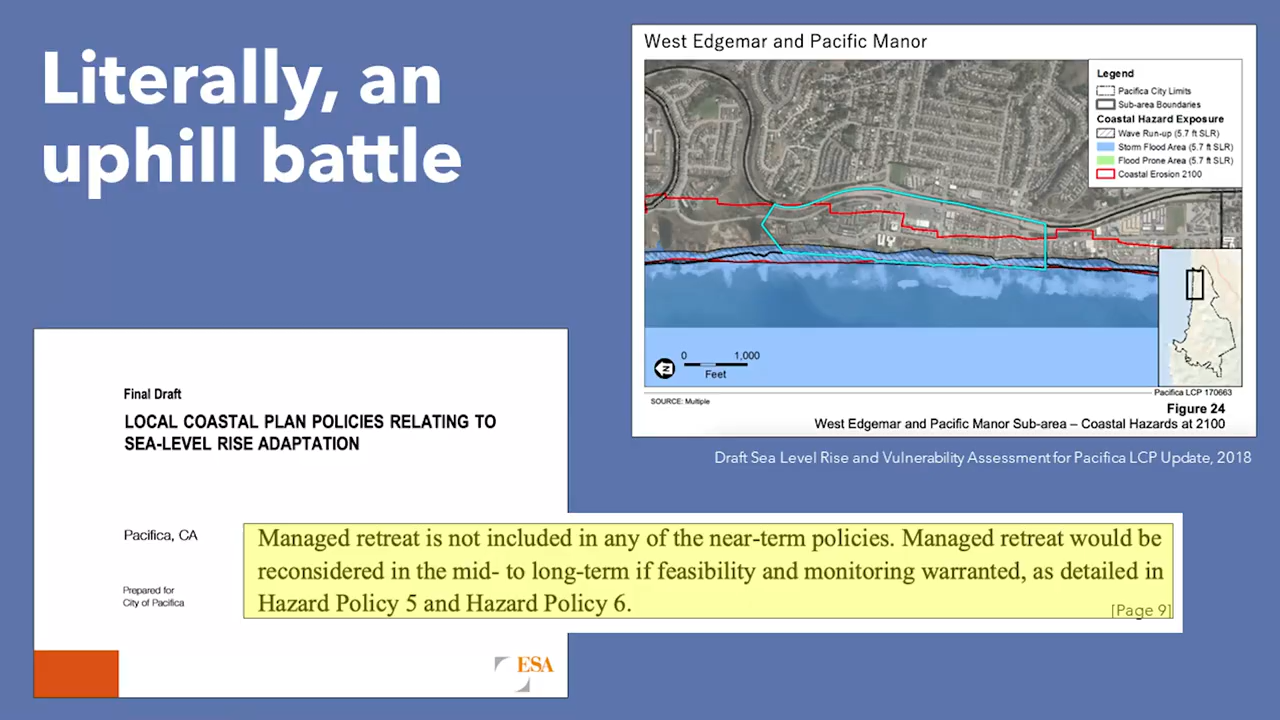 Literally, an
uphill battle
West Edgemar and Pacific Manor
Legend
Pacifica City Limits
Sub-area Boundaries
Coastal Hazard Exposure
Wave Run-up (5.7 ft SLR)
Storm Flood Area (5.7 ft SLR)
Flood Prone Area (5.7 ft SLR)
Coastal Erosion 2100
N
0 1,000
Feet
SOURCE: Multiple
Pacifica LCP 170663
Figure 24
West Edgemar and Pacific Manor Sub-area – Coastal Hazards at 2100
Draft Sea Level Rise and Vulnerability Assessment for Pacifica LCP Update, 2018
Final Draft
LOCAL COASTAL PLAN POLICIES RELATING TO
SEA-LEVEL RISE ADAPTATION
Pacifica, CA
Prepared for
City of Pacifica
Managed retreat is not included in any of the near-term policies. Managed retreat would be
reconsidered in the mid- to long-term if feasibility and monitoring warranted, as detailed in
Hazard Policy 5 and Hazard Policy 6.
[Page 9]
ESA